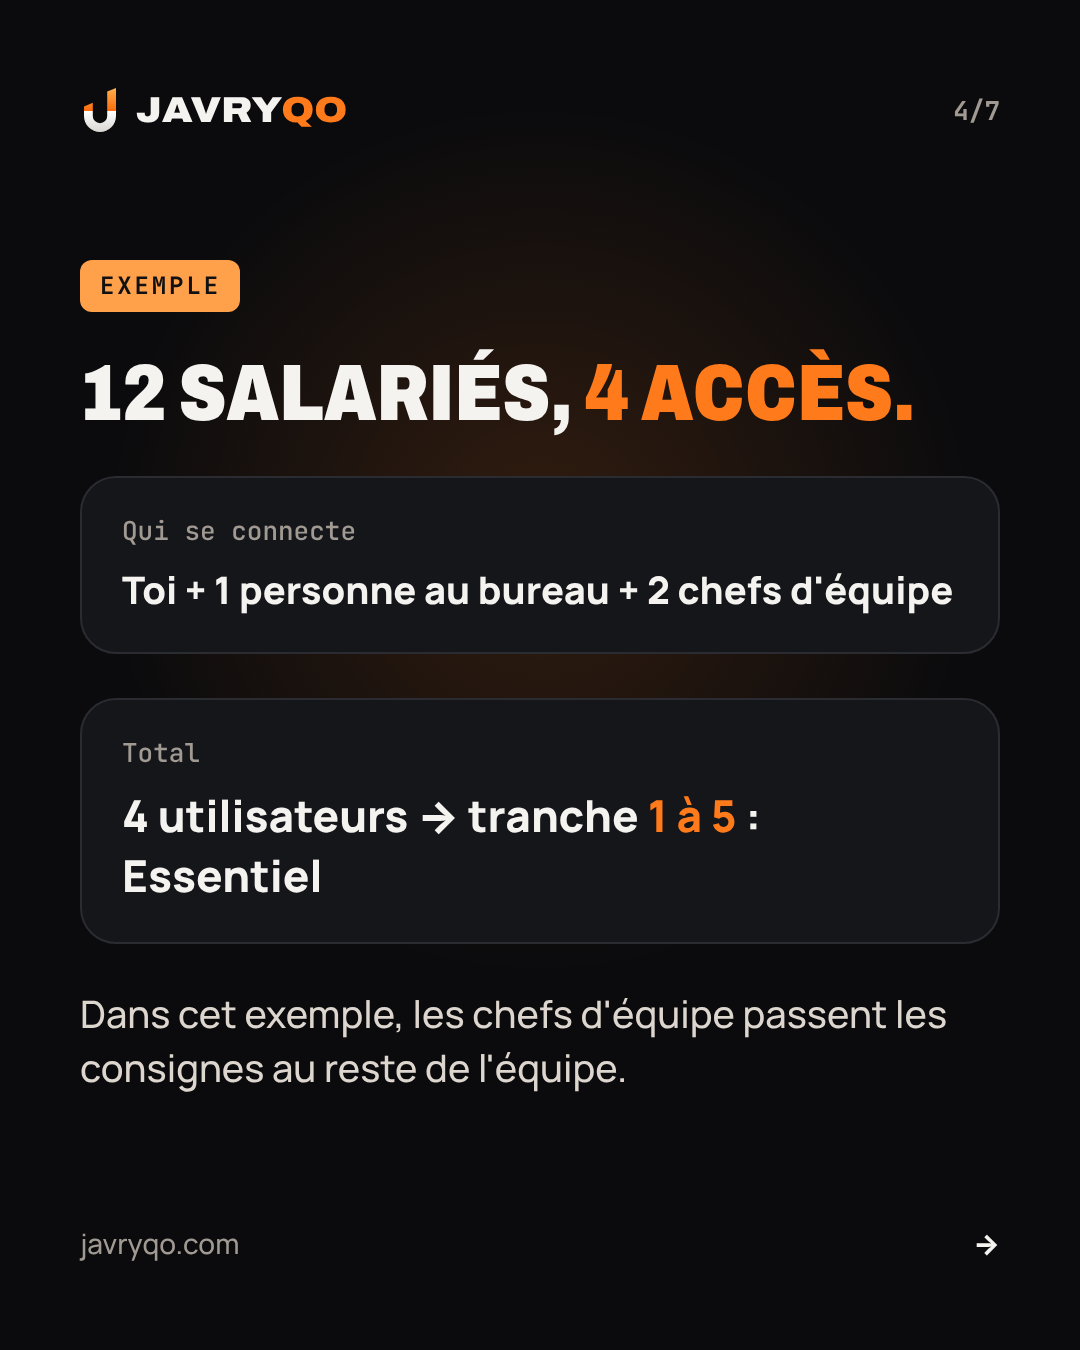 JAVRYQO
4/7
EXEMPLE
12 SALARIÉS, 4 ACCÈS.
Qui se connecte
Toi + 1 personne au bureau + 2 chefs d'équipe
Total
4 utilisateurs → tranche 1 à 5 :
Essentiel
Dans cet exemple, les chefs d'équipe passent les
consignes au reste de l'équipe.
javryqo.com
→